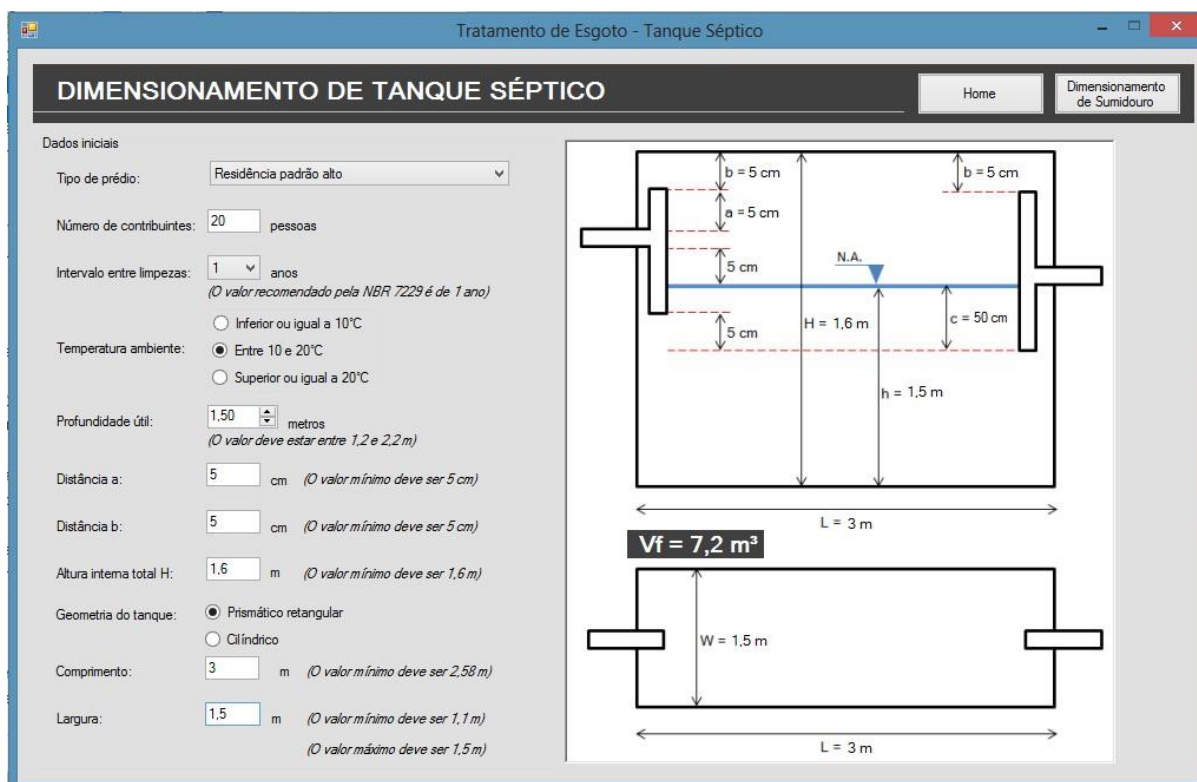 Tratamento de Esgoto - Tanque Séptico
DIMENSIONAMENTO DE TANQUE SÉPTICO
Home
Dimensionamento
de Sumidouro
Dados iniciais
Tipo de prédio:
Residência padrão alto
Número de contribuintes:
20
pessoas
Intervalo entre limpezas:
1
anos
(O valor recomendado pela NBR 7229 é de 1 ano)
Temperatura ambiente:
Inferior ou igual a 10°C
Entre 10 e 20°C
Superior ou igual a 20°C
Profundidade útil:
1,50
metros
(O valor deve estar entre 1,2 e 2,2 m)
Distância a:
5
cm
(O valor mínimo deve ser 5 cm)
Distância b:
5
cm
(O valor mínimo deve ser 5 cm)
Altura interna total H:
1,6
m
(O valor mínimo deve ser 1,6 m)
Geometria do tanque:
Prismático retangular
Cilíndrico
Comprimento:
3
m
(O valor mínimo deve ser 2,58 m)
Largura:
1,5
m
(O valor mínimo deve ser 1,1 m)
(O valor máximo deve ser 1,5 m)
b = 5 cm
b = 5 cm
a = 5 cm
5 cm
N.A.
5 cm
H = 1,6 m
c = 50 cm
h = 1,5 m
L = 3 m
Vf = 7,2 m³
W = 1,5 m
L = 3 m